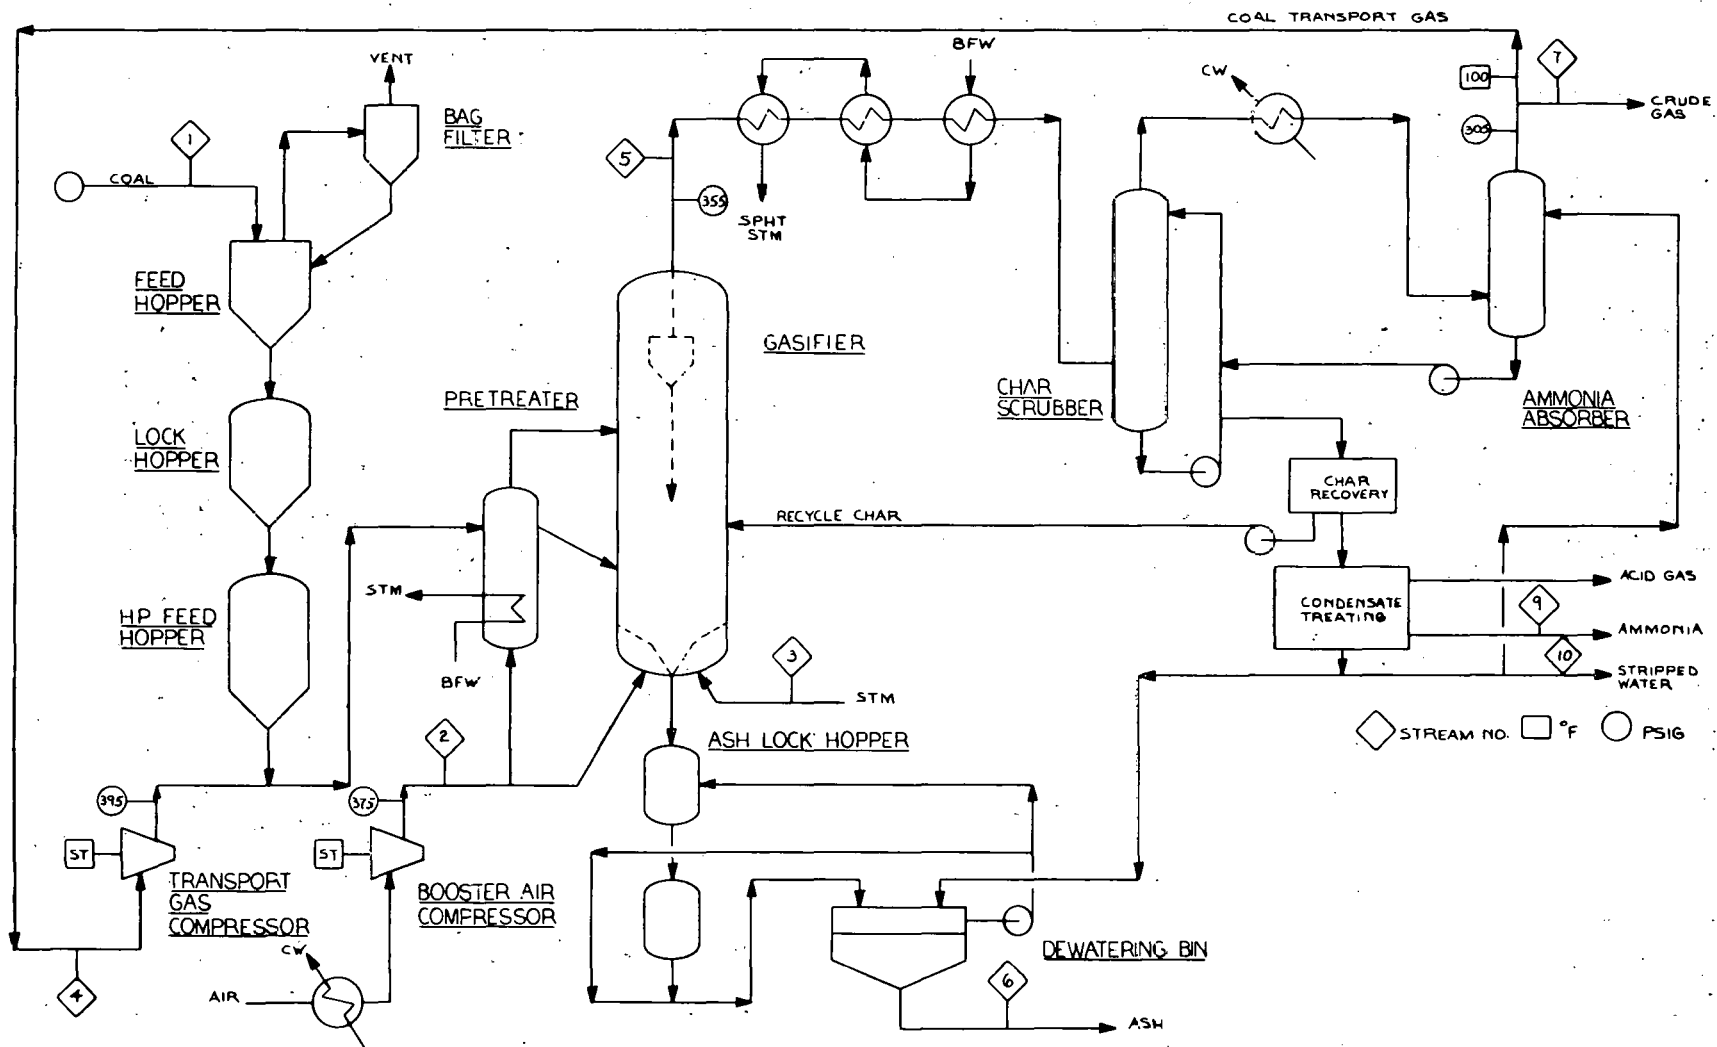 COAL TRANSPORT GAS
VENT
BFW
CW
7
100
CRUDE
GAS
305
BAG
FILTER
1
COAL
5
355
SPHT
STM
FEED
HOPPER
GASIFIER
PRETREATER
CHAR
SCRUBBER
AMMONIA
ABSORBER
LOCK
HOPPER
CHAR
RECOVERY
RECYCLE CHAR
ACID GAS
STM
CONDENSATE
TREATING
9
AMMONIA
HP FEED
HOPPER
10
STRIPPED
WATER
BFW
3
STM
STREAM NO.
°F
PSIG
2
ASH LOCK HOPPER
395
375
ST
ST
TRANSPORT
GAS
COMPRESSOR
BOOSTER AIR
COMPRESSOR
DEWATERING BIN
CW
4
AIR
6
ASH